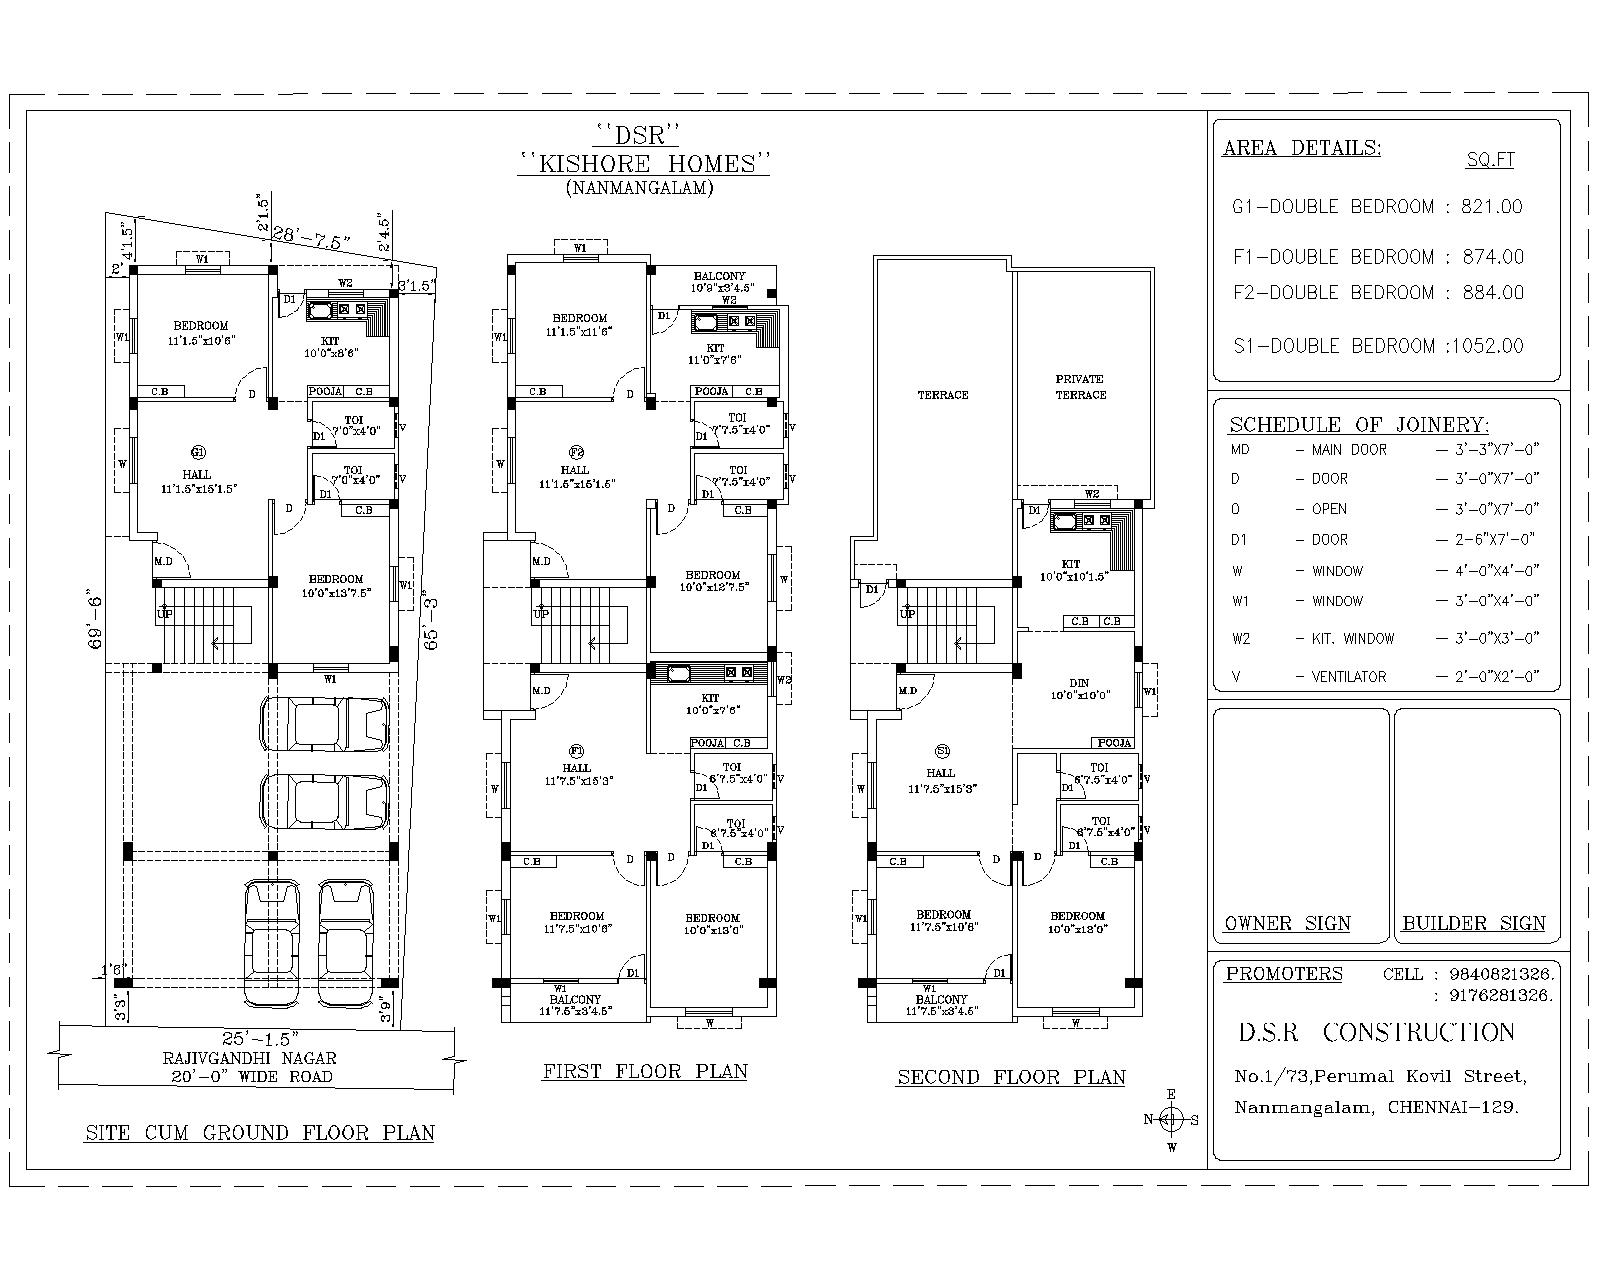 "DSR"
"KISHORE HOMES"
(NANMANGALAM)
4'1.5"
2'1.5"
28'-7.5"
2'4.5"
2'
W1
W2
3'1.5"
D1
BEDROOM
11'1.5"x10'6"
W1
KIT
10'0"x8'6"
C.B
D
POOJA
C.B
TOI
7'0"x4'0"
D1
V
G1
HALL
11'1.5"x15'1.5"
W
TOI
7'0"x4'0"
D1
V
D
C.B
M.D
BEDROOM
10'0"x13'7.5"
W1
UP
69'-6"
65'-3"
W1
1'6"
3'3"
3'9"
25'-1.5"
RAJIVGANDHI NAGAR
20'-0" WIDE ROAD
SITE CUM GROUND FLOOR PLAN
W1
BALCONY
10'9"x3'4.5"
W2
D1
BEDROOM
11'1.5"x11'6"
W1
KIT
11'0"x7'6"
C.B
D
POOJA
C.B
TOI
7'7.5"x4'0"
D1
V
F2
HALL
11'1.5"x15'1.5"
W
TOI
7'7.5"x4'0"
D1
V
D
C.B
M.D
BEDROOM
10'0"x12'7.5"
W
UP
M.D
W2
KIT
10'0"x7'6"
POOJA
C.B
F1
HALL
11'7.5"x15'3"
W
TOI
6'7.5"x4'0"
D1
V
TOI
6'7.5"x4'0"
D1
V
C.B
D
D
C.B
BEDROOM
11'7.5"x10'6"
W1
BEDROOM
10'0"x13'0"
D1
W1
BALCONY
11'7.5"x3'4.5"
W
FIRST FLOOR PLAN
TERRACE
PRIVATE
TERRACE
W2
D1
KIT
10'0"x10'1.5"
D1
C.B
C.B
UP
M.D
DIN
10'0"x10'0"
W1
POOJA
S1
HALL
11'7.5"x15'3"
W
TOI
6'7.5"x4'0"
D1
V
TOI
6'7.5"x4'0"
D1
V
C.B
D
D
C.B
BEDROOM
11'7.5"x10'6"
W1
BEDROOM
10'0"x13'0"
D1
W1
BALCONY
11'7.5"x3'4.5"
W
SECOND FLOOR PLAN
E
N
S
W
AREA DETAILS:
SQ.FT
G1-DOUBLE BEDROOM : 821.00
F1-DOUBLE BEDROOM : 874.00
F2-DOUBLE BEDROOM : 884.00
S1-DOUBLE BEDROOM :1052.00
SCHEDULE OF JOINERY:
MD - MAIN DOOR - 3'-3"X7'-0"
D - DOOR - 3'-0"X7'-0"
O - OPEN - 3'-0"X7'-0"
D1 - DOOR - 2-6"X7'-0"
W - WINDOW - 4'-0"X4'-0"
W1 - WINDOW - 3'-0"X4'-0"
W2 - KIT. WINDOW - 3'-0"X3'-0"
V - VENTILATOR - 2'-0"X2'-0"
OWNER SIGN
BUILDER SIGN
PROMOTERS CELL : 9840821326.
: 9176281326.
D.S.R CONSTRUCTION
No.1/73,Perumal Kovil Street,
Nanmangalam, CHENNAI-129.